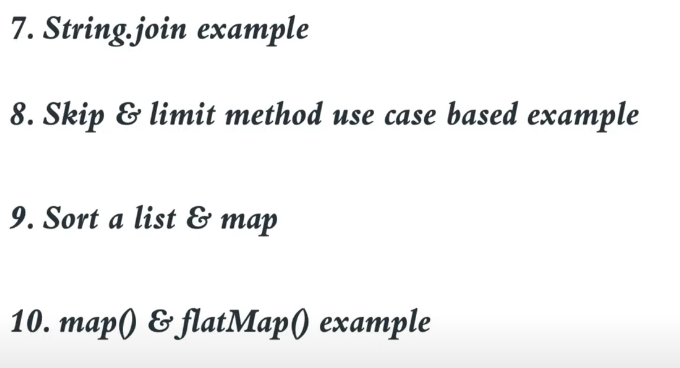 7. String.join example
8. Skip & limit method use case based example
9. Sort a list & map
10. map() & flatMap() example